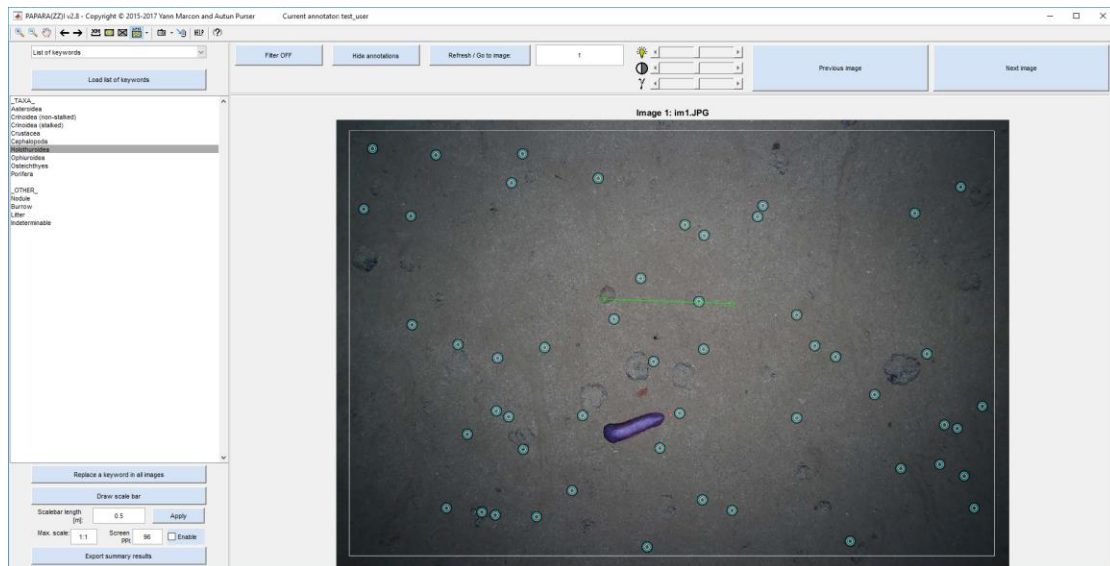 PAPARA(ZZ)I v2.8 - Copyright © 2015-2017 Yann Marcon and Autun Purser Current annotator: test_user
HELP
List of keywords
Load list of keywords
Filter OFF
Hide annotations
Refresh / Go to image:
1
γ
Previous image
Next image
_TAXA_
Asteroidea
Crinoidea (non-stalked)
Crinoidea (stalked)
Crustacea
Cephalopoda
Holothuroidea
Ophiuroidea
Osteichthyes
Porifera
_OTHER_
Nodule
Burrow
Litter
Indeterminable
Image 1: im1.JPG
Replace a keyword in all images
Draw scale bar
Scalebar length [m]: 0.5 Apply
Max. scale: 1:1 Screen PPI: 96 Enable
Export summary results